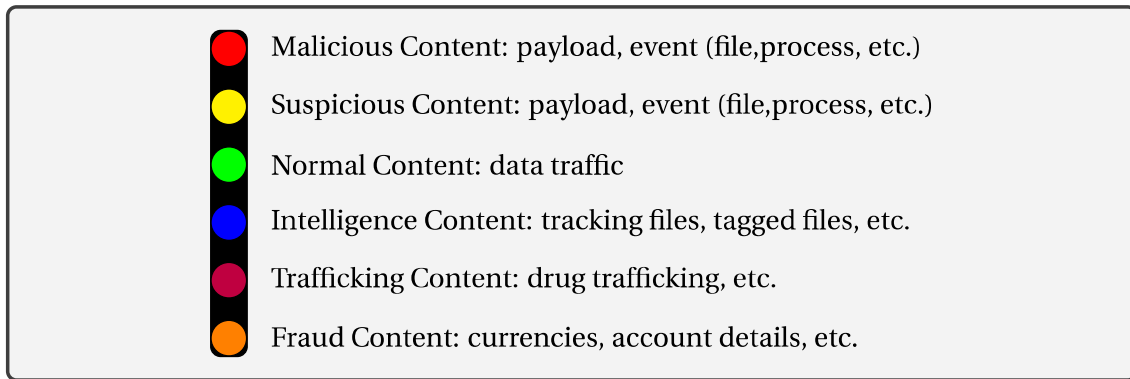 Malicious Content: payload, event (file,process, etc.)
Suspicious Content: payload, event (file,process, etc.)
Normal Content: data traffic
Intelligence Content: tracking files, tagged files, etc.
Trafficking Content: drug trafficking, etc.
Fraud Content: currencies, account details, etc.